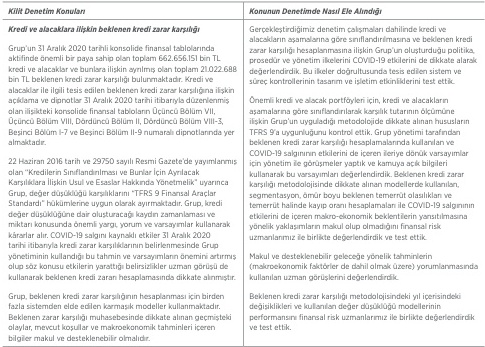 Kilit Denetim Konuları
Kredi ve alacaklara ilişkin beklenen kredi zarar karşılığı
Grup'un 31 Aralık 2020 tarihli konsolide finansal tablolarında
aktifinde önemli bir paya sahip olan toplam 662.656.151 bin TL
kredi ve alacaklar ve bunlara ilişkin ayrılmış olan toplam 21.022.688
bin TL beklenen kredi zarar karşılığı bulunmaktadır. Kredi ve
alacaklar ile ilgili tesis edilen beklenen kredi zarar karşılığına ilişkin
açıklama ve dipnotlar 31 Aralık 2020 tarihi itibarıyla düzenlenmiş
olan ilişikteki konsolide finansal tabloların Üçüncü Bölüm VII,
Üçüncü Bölüm VIII, Dördüncü Bölüm II, Dördüncü Bölüm VIII-3,
Beşinci Bölüm I-7 ve Beşinci Bölüm II-9 numaralı dipnotlarında yer
almaktadır.
22 Haziran 2016 tarih ve 29750 sayılı Resmi Gazete'de yayımlanmış
olan "Kredilerin Sınıflandırılması ve Bunlar İçin Ayrılacak
Karşılıklara İlişkin Usul ve Esaslar Hakkında Yönetmelik" uyarınca
Grup, değer düşüklüğü karşılıklarını "TFRS 9 Finansal Araçlar
Standardı" hükümlerine uygun olarak ayırmaktadır. Grup, kredi
değer düşüklüğüne dair oluşturacağı kaydın zamanlaması ve
miktarı konusunda önemli yargı, yorum ve varsayımlar kullanarak
kararlar alır. COVID-19 salgını kaynaklı etkiler 31 Aralık 2020
tarihi itibarıyla kredi zarar karşılıklarının belirlenmesinde Grup
yönetiminin kullandığı bu tahmin ve varsayımların önemini artırmış
olup söz konusu etkilerin yarattığı belirsizlikler uzman görüşü de
kullanarak beklenen kredi zararı hesaplamasında dikkate alınmıştır.
Grup, beklenen kredi zarar karşılığının hesaplanması için birden
fazla sistemden elde edilen karmaşık modeller kullanmaktadır.
Beklenen zarar karşılığı muhasebesinde dikkate alınan geçmişteki
olaylar, mevcut koşullar ve makroekonomik tahminleri içeren
bilgiler makul ve desteklenebilir olmalıdır.
Konunun Denetimde Nasıl Ele Alındığı
Gerçekleştirdiğimiz denetim çalışmaları dahilinde kredi ve
alacakların aşamalarına göre sınıflandırılmasına ve beklenen kredi
zarar karşılığı hesaplanmasına ilişkin Grup'un oluşturduğu politika,
prosedür ve yönetim ilkelerini COVID-19 etkilerini de dikkate alarak
değerlendirdik. Bu ilkeler doğrultusunda tesis edilen sistem ve
süreç kontrollerinin tasarım ve işletim etkinliklerini test ettik.
Önemli kredi ve alacak portföyleri için, kredi ve alacakların
aşamalarına göre sınıflandırılarak karşılık tutarının ölçümüne
ilişkin Grup'un uyguladığı metodolojide dikkate alınan hususların
TFRS 9'a uygunluğunu kontrol ettik. Grup yönetimi tarafından
beklenen kredi zarar karşılığı hesaplamalarında kullanılan ve
COVID-19 salgınının etkilerini de içeren ileriye dönük varsayımlar
için yönetim ile görüşmeler yaptık ve kamuya açık bilgileri
kullanarak bu varsayımları değerlendirdik. Beklenen kredi zarar
karşılığı metodolojisinde dikkate alınan modellerde kullanılan,
segmentasyon, ömür boyu beklenen temerrüt olasılıkları ve
temerrüt halinde kayıp oranı hesaplamaları ile COVID-19 salgınının
etkilerini de içeren makro-ekonomik beklentilerin yansıtılmasına
yönelik yaklaşımların makul olup olmadığını finansal risk
uzmanlarımız ile birlikte değerlendirdik ve test ettik.
Makul ve desteklenebilir geleceğe yönelik tahminlerin
(makroekonomik faktörler de dahil olmak üzere) yorumlanmasında
kullanılan uzman görüşlerini değerlendirdik.
Beklenen kredi zarar karşılığı metodolojisindeki yıl içerisindeki
değişiklikleri ve kullanılan değer düşüklüğü modellerinin
performansını finansal risk uzmanlarımız ile birlikte değerlendirdik
ve test ettik.